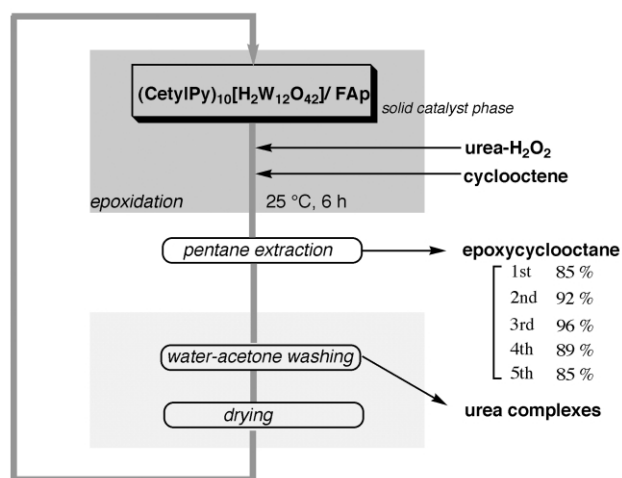 (CetylPy)₁₀[H₂W₁₂O₄₂]/ FAp
solid catalyst phase
urea-H₂O₂
cyclooctene
epoxidation
25 °C, 6 h
pentane extraction
epoxycyclooctane
1st 85 %
2nd 92 %
3rd 96 %
4th 89 %
5th 85 %
water-acetone washing
urea complexes
drying